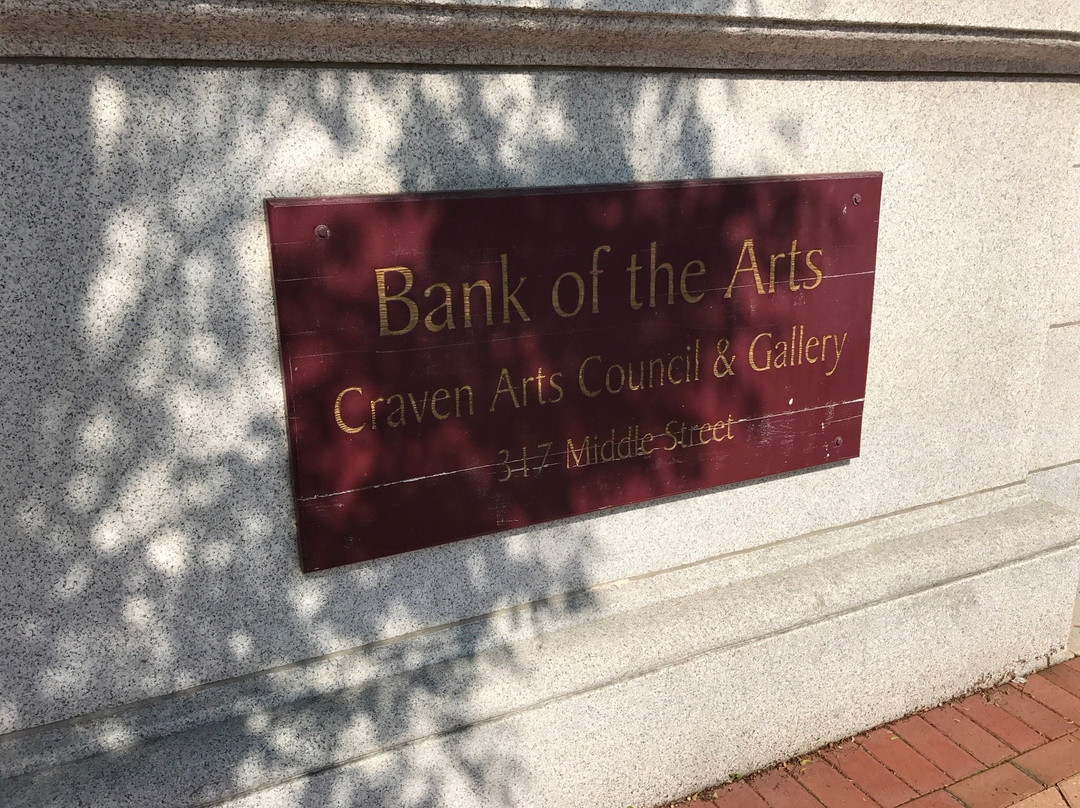 Bank of the Arts
Craven Arts Council & Gallery
317 Middle Street